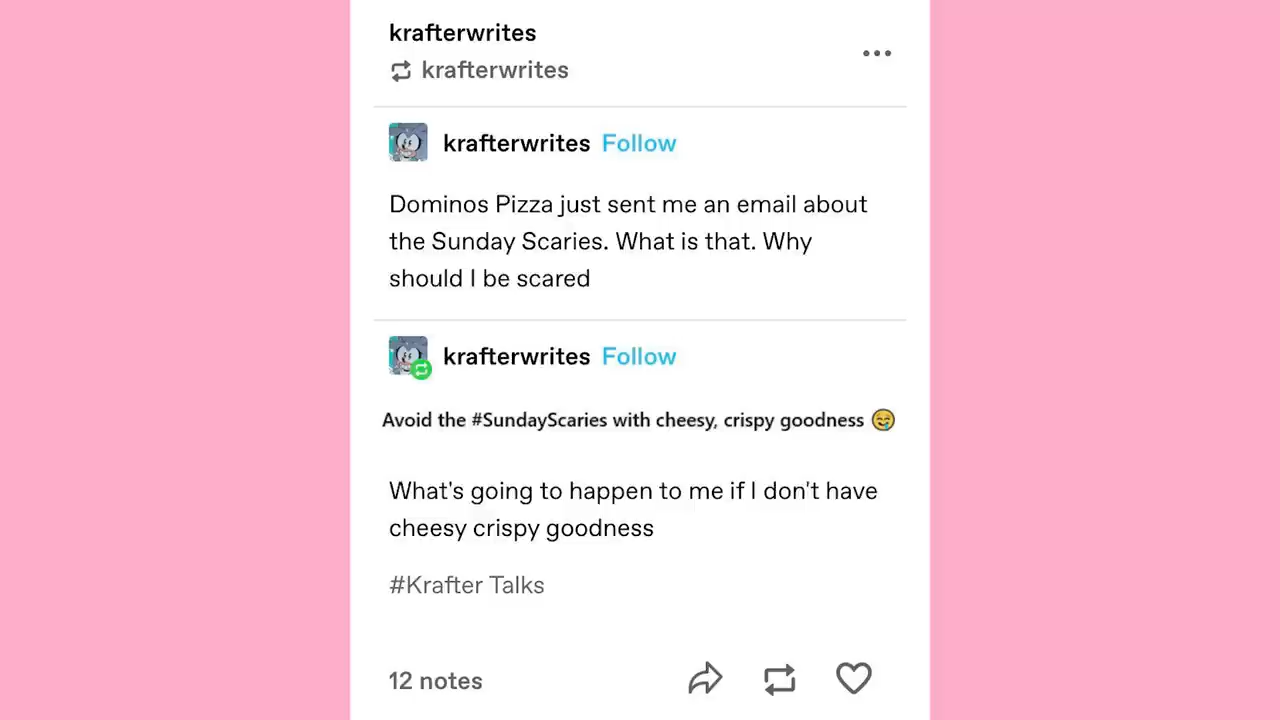 krafterwrites
krafterwrites
krafterwrites Follow
Dominos Pizza just sent me an email about
the Sunday Scaries. What is that. Why
should I be scared
krafterwrites Follow
Avoid the #SundayScaries with cheesy, crispy goodness 🤤
What's going to happen to me if I don't have
cheesy crispy goodness
#Krafter Talks
12 notes